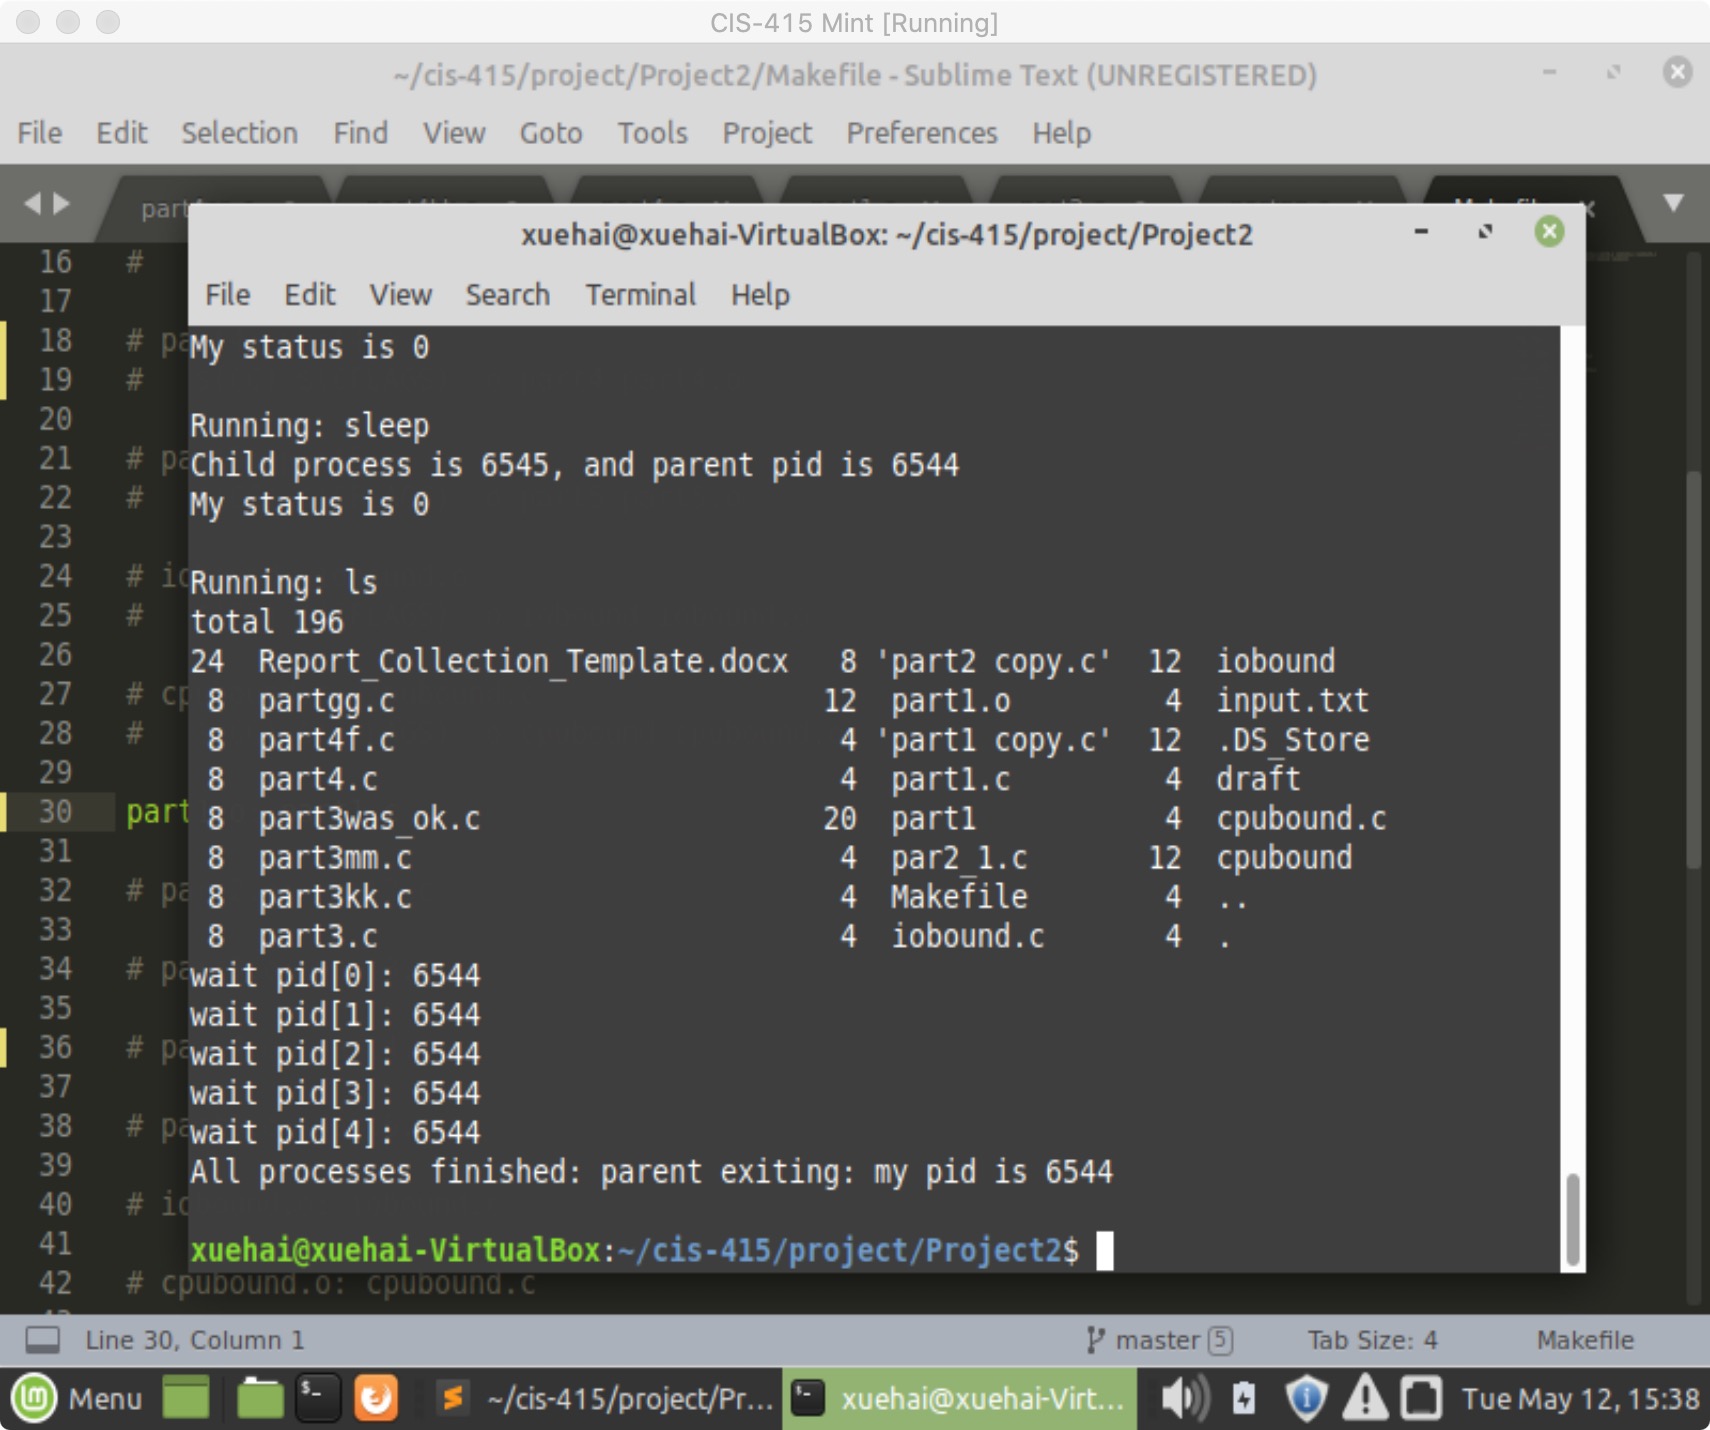 CIS-415 Mint [Running]
~/cis-415/project/Project2/Makefile - Sublime Text (UNREGISTERED)
File Edit Selection Find View Goto Tools Project Preferences Help
xuehai@xuehai-VirtualBox: ~/cis-415/project/Project2
File Edit View Search Terminal Help
16 #
17
18 # pa
19 #
20
21 # pa
22 #
23
24 # io
25 #
26
27 # cp
28 #
29
30 part
31
32 # pa
33
34 # pa
35
36 # pa
37
38 # pa
39
40 # io
41
42 # cpubound.o: cpubound.c
My status is 0
Running: sleep
Child process is 6545, and parent pid is 6544
My status is 0
Running: ls
total 196
24 Report_Collection_Template.docx 8 'part2 copy.c' 12 iobound
8 partgg.c 12 part1.o 4 input.txt
8 part4f.c 4 'part1 copy.c' 12 .DS_Store
8 part4.c 4 part1.c 4 draft
8 part3was_ok.c 20 part1 4 cpubound.c
8 part3mm.c 4 par2_1.c 12 cpubound
8 part3kk.c 4 Makefile 4 ..
8 part3.c 4 iobound.c 4 .
wait pid[0]: 6544
wait pid[1]: 6544
wait pid[2]: 6544
wait pid[3]: 6544
wait pid[4]: 6544
All processes finished: parent exiting: my pid is 6544
xuehai@xuehai-VirtualBox:~/cis-415/project/Project2$
Line 30, Column 1 master 5 Tab Size: 4 Makefile
Menu ~/cis-415/project/Pr... xuehai@xuehai-Virt... Tue May 12, 15:38